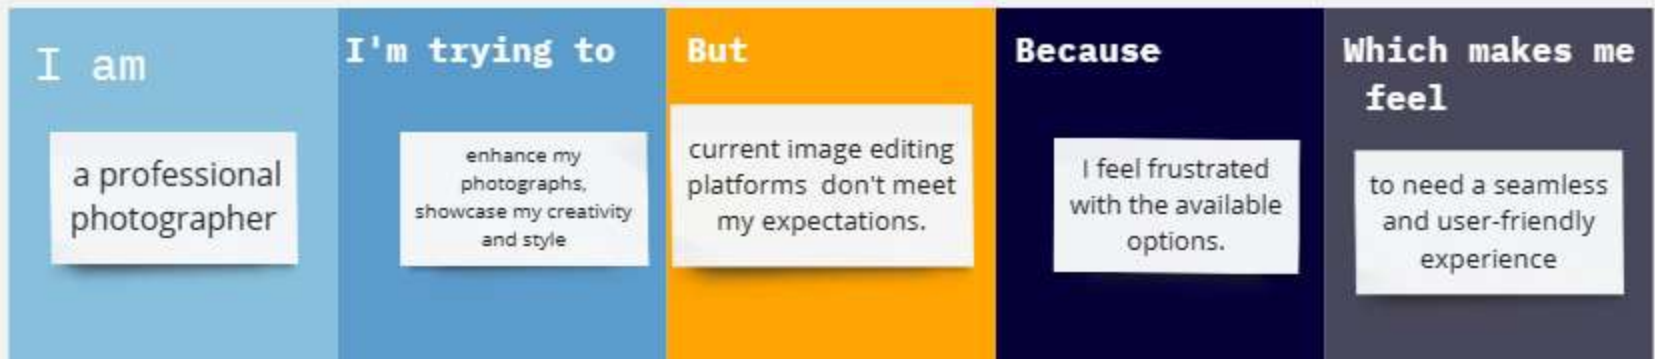 I am
a professional
photographer
I'm trying to
enhance my
photographs,
showcase my creativity
and style
But
current image editing
platforms don't meet
my expectations.
Because
I feel frustrated
with the available
options.
Which makes me
feel
to need a seamless
and user-friendly
experience